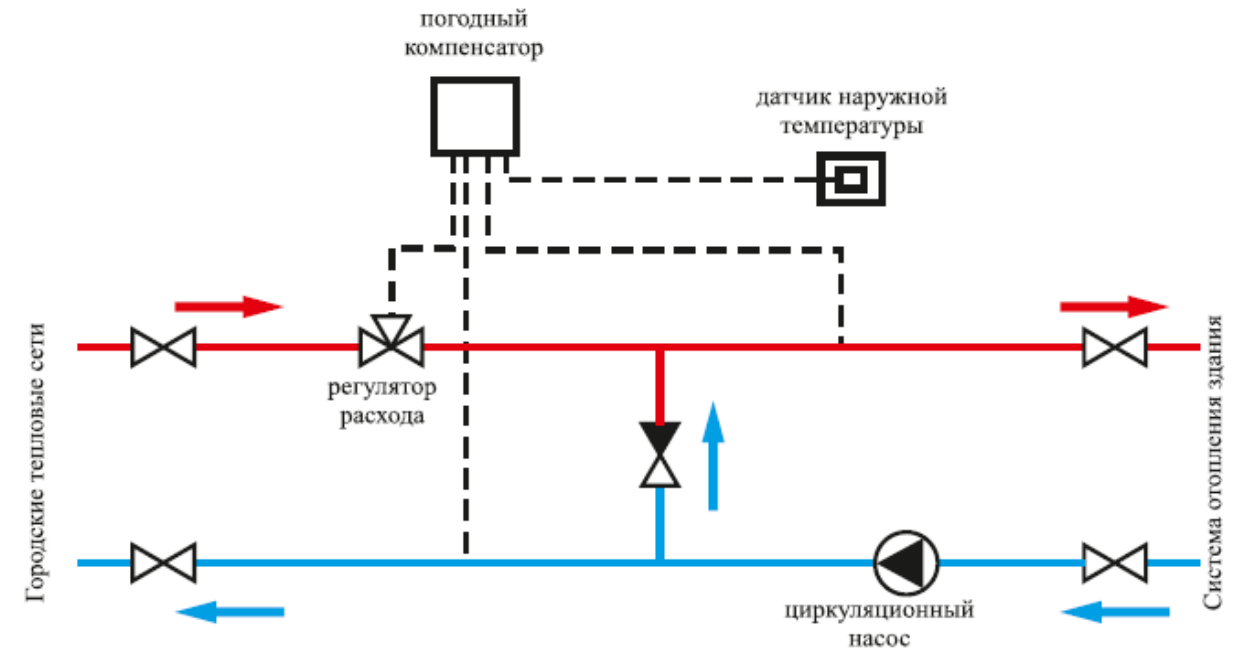 погодный
компенсатор
датчик наружной
температуры
Городские тепловые сети
регулятор
расхода
Система отопления здания
циркуляционный
насос